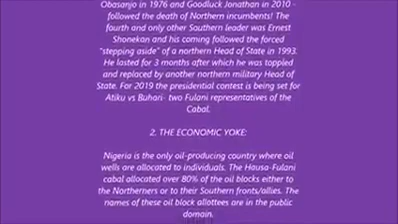 Obasanjo in 1976 and Goodluck Jonathan in 2010 -
followed the death of Northern incumbents! The
fourth and only other Southern leader was Ernest
Shonekan and his coming followed the forced
"stepping aside" of a northern Head of State in 1993.
He lasted for 3 months after which he was toppled
and replaced by another northern military Head of
State. For 2019 the presidential contest is being set for
Atiku vs Buhari- two Fulani representatives of the
Cabal.
2. THE ECONOMIC YOKE:
Nigeria is the only oil-producing country where oil
wells are allocated to individuals. The Hausa-Fulani
cabal allocated over 80% of the oil blocks either to
the Northerners or to their Southern fronts/allies. The
names of these oil block allottees are in the public
domain.